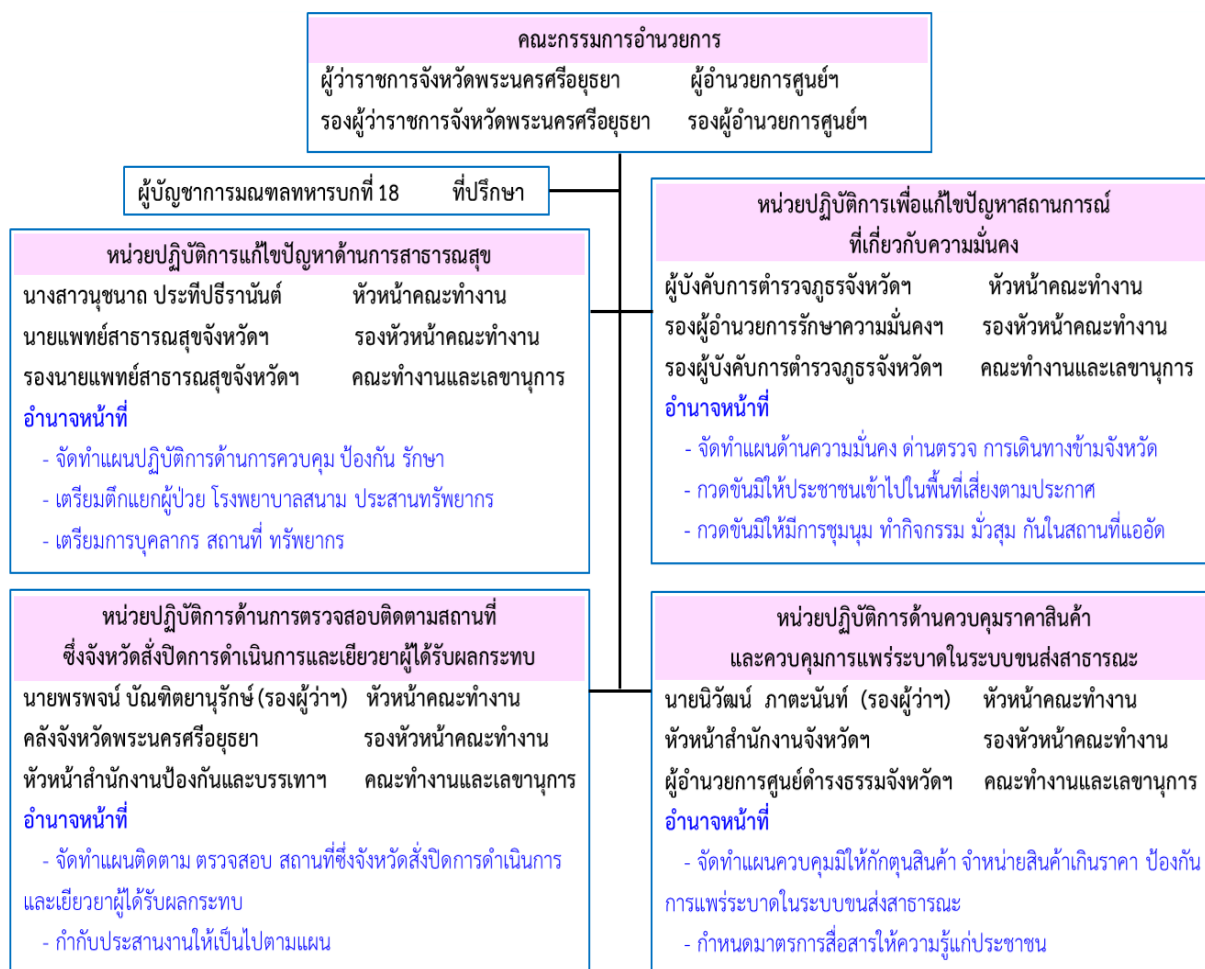 คณะกรรมการอำนวยการ
ผู้ว่าราชการจังหวัดพระนครศรีอยุธยา ผู้อำนวยการศูนย์ฯ
รองผู้ว่าราชการจังหวัดพระนครศรีอยุธยา รองผู้อำนวยการศูนย์ฯ
ผู้บัญชาการมณฑลทหารบกที่ 18 ที่ปรึกษา
หน่วยปฏิบัติการแก้ไขปัญหาด้านการสาธารณสุข
นางสาวนุชนาถ ประทีปธีรานันต์ หัวหน้าคณะทำงาน
นายแพทย์สาธารณสุขจังหวัดฯ รองหัวหน้าคณะทำงาน
รองนายแพทย์สาธารณสุขจังหวัดฯ คณะทำงานและเลขานุการ
อำนาจหน้าที่
- จัดทำแผนปฏิบัติการด้านการควบคุม ป้องกัน รักษา
- เตรียมตึกแยกผู้ป่วย โรงพยาบาลสนาม ประสานทรัพยากร
- เตรียมการบุคลากร สถานที่ ทรัพยากร
หน่วยปฏิบัติการเพื่อแก้ไขปัญหาสถานการณ์
ที่เกี่ยวกับความมั่นคง
ผู้บังคับการตำรวจภูธรจังหวัดฯ หัวหน้าคณะทำงาน
รองผู้อำนวยการรักษาความมั่นคงฯ รองหัวหน้าคณะทำงาน
รองผู้บังคับการตำรวจภูธรจังหวัดฯ คณะทำงานและเลขานุการ
อำนาจหน้าที่
- จัดทำแผนด้านความมั่นคง ด่านตรวจ การเดินทางข้ามจังหวัด
- กวดขันมิให้ประชาชนเข้าไปในพื้นที่เสี่ยงตามประกาศ
- กวดขันมิให้มีการชุมนุม ทำกิจกรรม มั่วสุม กันในสถานที่แออัด
หน่วยปฏิบัติการด้านการตรวจสอบติดตามสถานที่
ซึ่งจังหวัดสั่งปิดการดำเนินการและเยียวยาผู้ได้รับผลกระทบ
นายพรพจน์ บัณฑิตยานุรักษ์ (รองผู้ว่าฯ) หัวหน้าคณะทำงาน
คลังจังหวัดพระนครศรีอยุธยา รองหัวหน้าคณะทำงาน
หัวหน้าสำนักงานป้องกันและบรรเทาฯ คณะทำงานและเลขานุการ
อำนาจหน้าที่
- จัดทำแผนติดตาม ตรวจสอบ สถานที่ซึ่งจังหวัดสั่งปิดการดำเนินการ
และเยียวยาผู้ได้รับผลกระทบ
- กำกับประสานงานให้เป็นไปตามแผน
หน่วยปฏิบัติการด้านควบคุมราคาสินค้า
และควบคุมการแพร่ระบาดในระบบขนส่งสาธารณะ
นายนิวัฒน์ ภาตะนันท์ (รองผู้ว่าฯ) หัวหน้าคณะทำงาน
หัวหน้าสำนักงานจังหวัดฯ รองหัวหน้าคณะทำงาน
ผู้อำนวยการศูนย์ดำรงธรรมจังหวัดฯ คณะทำงานและเลขานุการ
อำนาจหน้าที่
- จัดทำแผนควบคุมมิให้กักตุนสินค้า จำหน่ายสินค้าเกินราคา ป้องกัน
การแพร่ระบาดในระบบขนส่งสาธารณะ
- กำหนดมาตรการสื่อสารให้ความรู้แก่ประชาชน